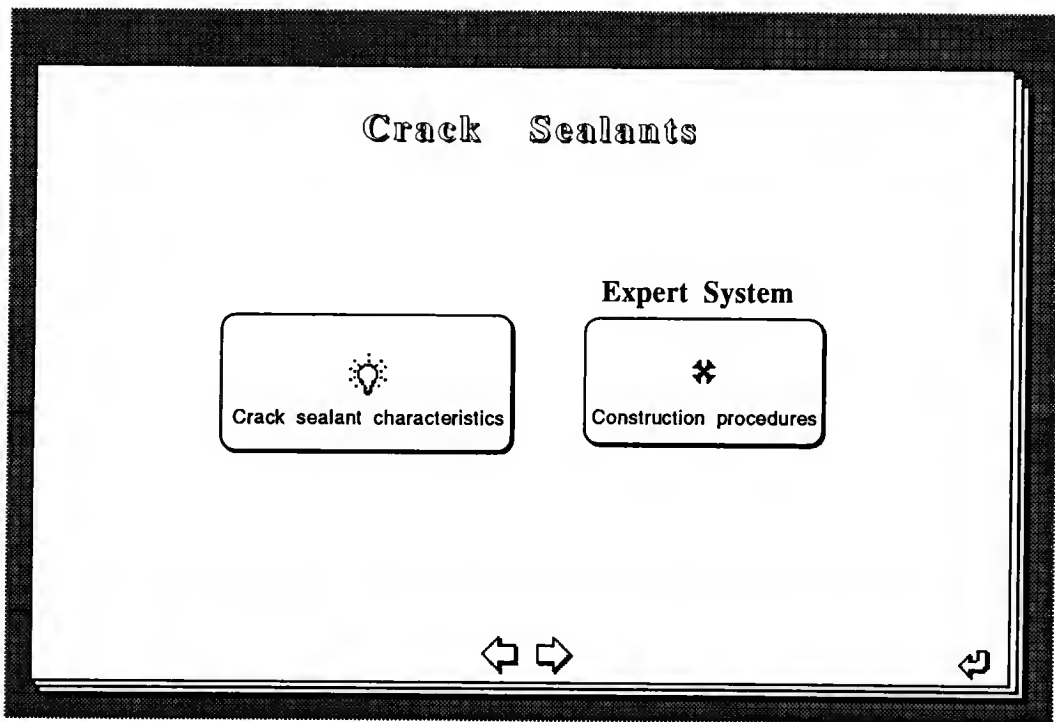 Crack Sealants
Expert System
Crack sealant characteristics
Construction procedures